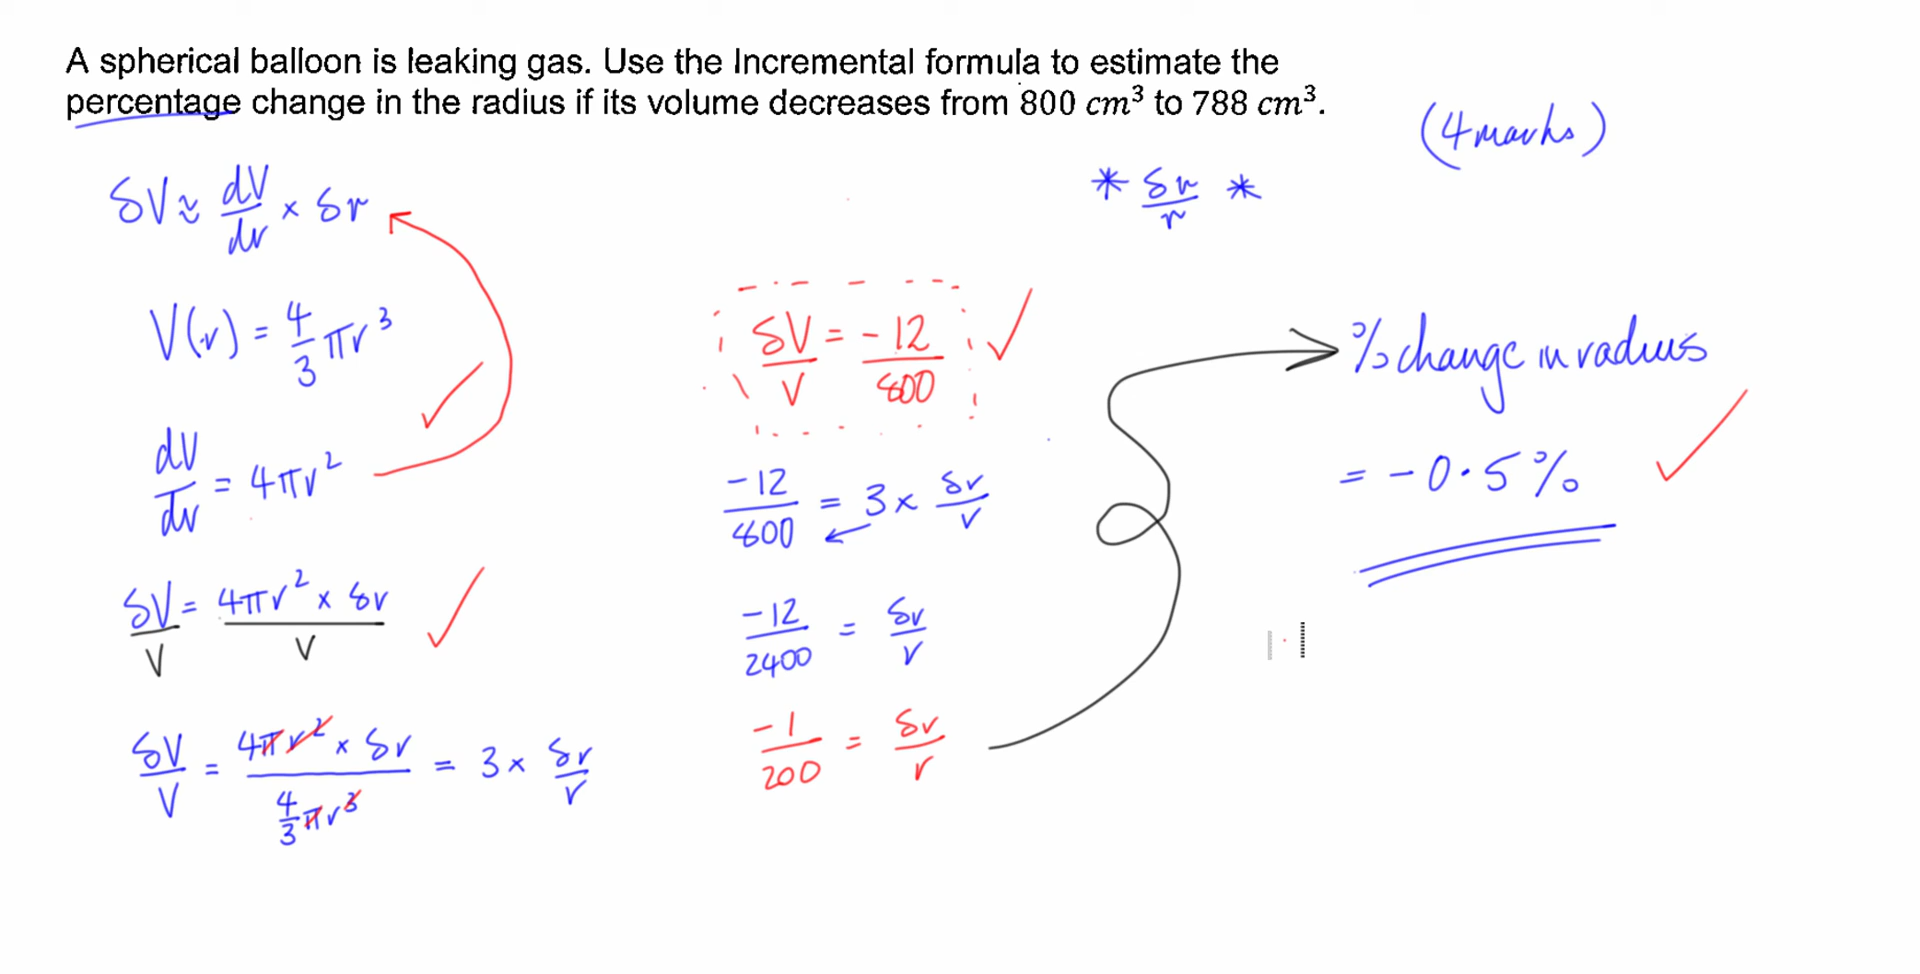 A spherical balloon is leaking gas. Use the Incremental formula to estimate the
percentage change in the radius if its volume decreases from 800 cm³ to 788 cm³.
(4 marks)
* δr/r *
δV ≈ dV/dr × δr
V(r) = 4/3 πr³
dV/dr = 4πr²
δV/V = 4πr² × δr / V
δV/V = 4πr² × δr / 4/3 πr³ = 3 × δr/r
δV/V = -12/800
-12/800 = 3 × δr/r
-12/2400 = δr/r
-1/200 = δr/r
% change in radius
= -0.5%